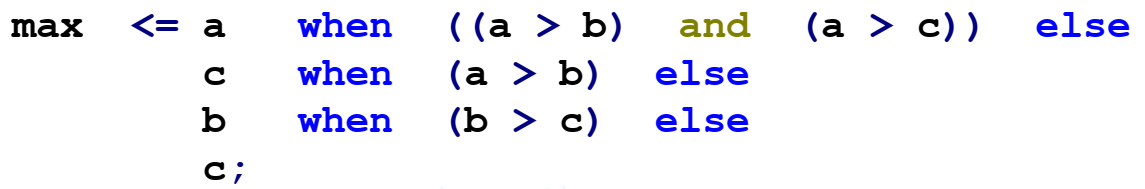 max <= a when ((a > b) and (a > c)) else
c when (a > b) else
b when (b > c) else
c;